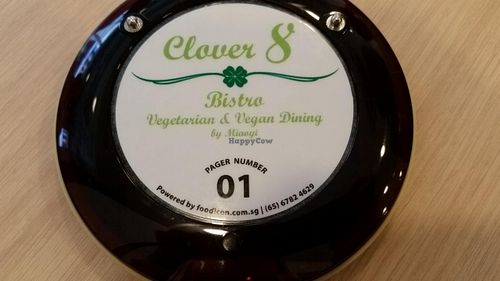 Clover 8
Bistro
Vegetarian & Vegan Dining
by Miaoyi
HappyCow
PAGER NUMBER
01
Powered by foodicon.com.sg | (65) 6782 4629